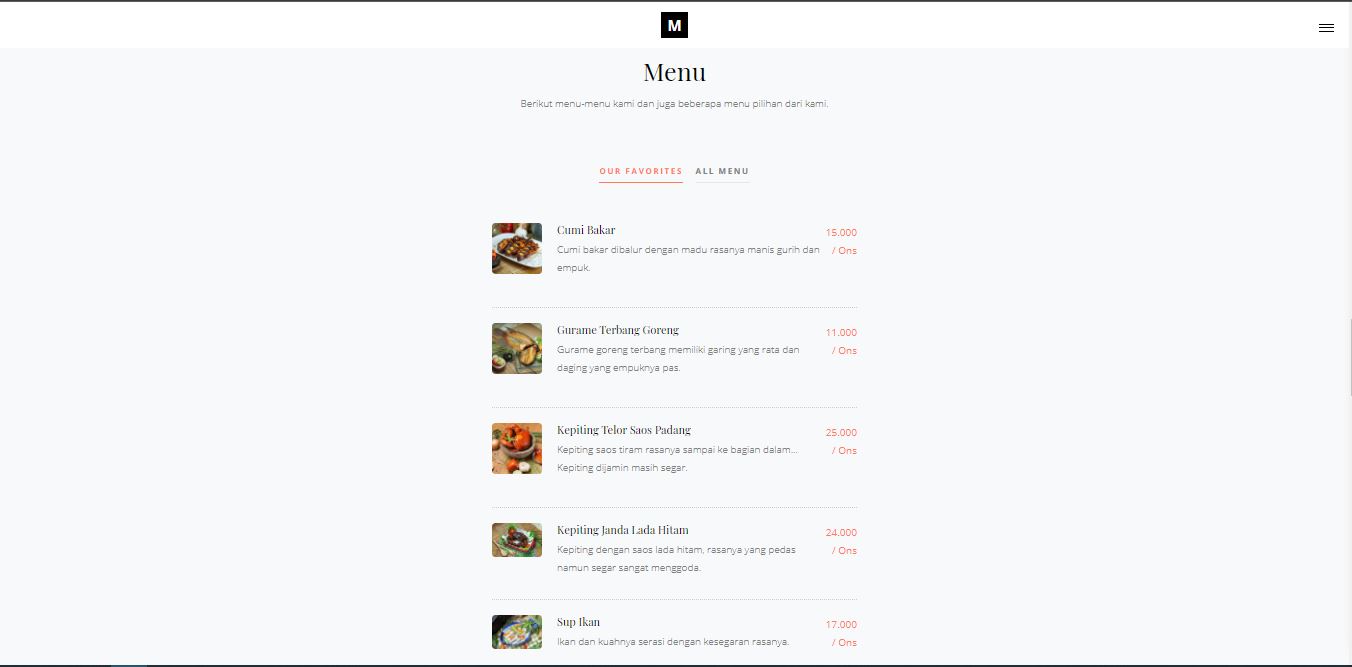 M
Menu
Berikut menu-menu kami dan juga beberapa menu pilihan dari kami.
OUR FAVORITES ALL MENU
Cumi Bakar 15.000
Cumi bakar dibalur dengan madu rasanya manis gurih dan / Ons
empuk.
Gurame Terbang Goreng 11.000
Gurame goreng terbang memiliki garing yang rata dan / Ons
daging yang empuknya pas.
Kepiting Telor Saos Padang 25.000
Kepiting saos tiram rasanya sampai ke bagian dalam... / Ons
Kepiting dijamin masih segar.
Kepiting Janda Lada Hitam 24.000
Kepiting dengan saos lada hitam, rasanya yang pedas / Ons
namun segar sangat menggoda.
Sup Ikan 17.000
Ikan dan kuahnya serasi dengan kesegaran rasanya. / Ons